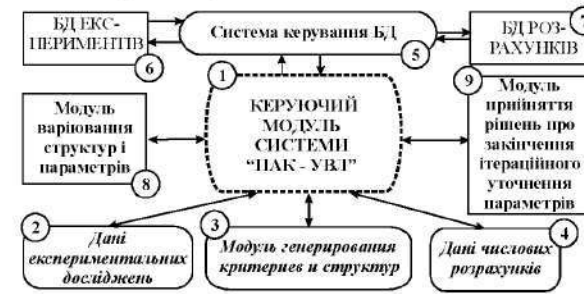 БД ЕКС-
ПЕРИМЕНТІВ
6
Система керування БД
5
БД РОЗ-
РАХУНКІВ
1
КЕРУЮЧИЙ
МОДУЛЬ
СИСТЕМИ
“ПАК - УВЛ”
Модуль
варіювання
структур і
параметрів
8
9
Модуль
прийняття
рішень про
закінчення
ітераційного
уточнення
параметрів
2
Дані
експериментальних
досліджень
3
Модуль генерирования
критериев и структур
4
Дані числових
розрахунків